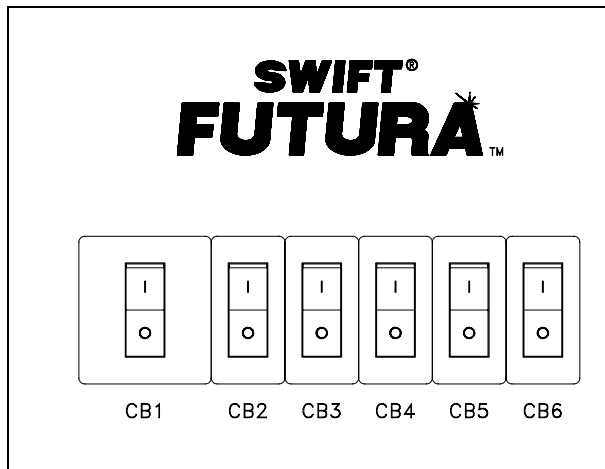 SWIFT®
FUTURA™
I I I I I I
O O O O O O
CB1 CB2 CB3 CB4 CB5 CB6